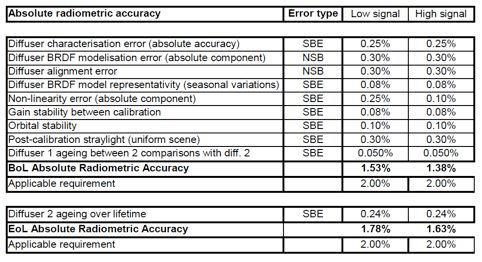 Absolute radiometric accuracy Error type Low signal High signal
Diffuser characterisation error (absolute accuracy) SBE 0.25% 0.25%
Diffuser BRDF modelisation error (absolute component) NSB 0.30% 0.30%
Diffuser alignment error NSB 0.30% 0.30%
Diffuser BRDF model representativity (seasonal variations) SBE 0.08% 0.08%
Non-linearity error (absolute component) SBE 0.25% 0.10%
Gain stability between calibration SBE 0.08% 0.08%
Orbital stability SBE 0.10% 0.10%
Post-calibration straylight (uniform scene) SBE 0.30% 0.30%
Diffuser 1 ageing between 2 comparisons with diff. 2 SBE 0.050% 0.050%
BoL Absolute Radiometric Accuracy 1.53% 1.38%
Applicable requirement 2.00% 2.00%
Diffuser 2 ageing over lifetime SBE 0.24% 0.24%
EoL Absolute Radiometric Accuracy 1.78% 1.63%
Applicable requirement 2.00% 2.00%